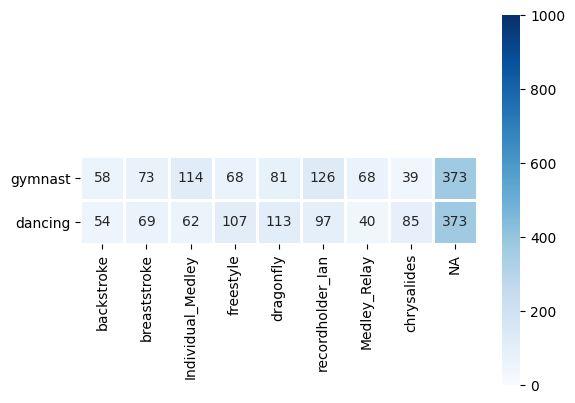 gymnast 58 73 114 68 81 126 68 39 373
dancing 54 69 62 107 113 97 40 85 373
backstroke
breaststroke
Individual_Medley
freestyle
dragonfly
recordholder_Ian
Medley_Relay
chrysalides
NA
1000
800
600
400
200
0